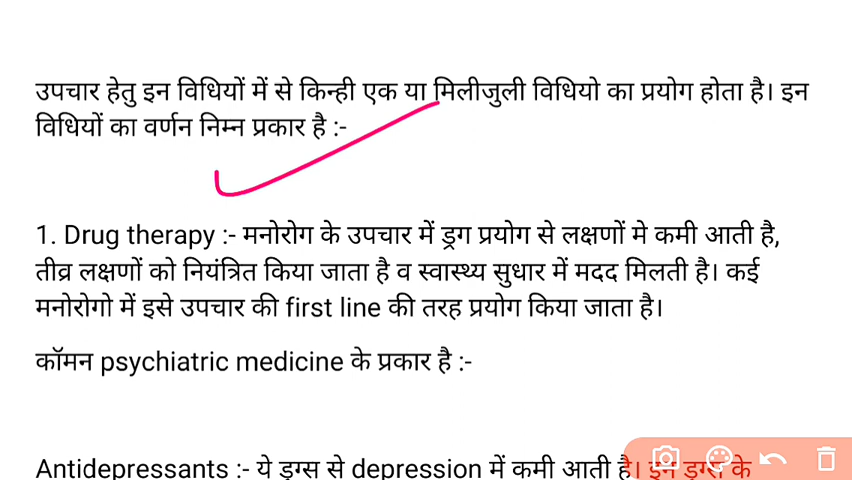 उपचार हेतु इन विधियों में से किन्ही एक या मिलीजुली विधियो का प्रयोग होता है। इन
विधियों का वर्णन निम्न प्रकार है :-
1. Drug therapy :- मनोरोग के उपचार में ड्रग प्रयोग से लक्षणों मे कमी आती है,
तीव्र लक्षणों को नियंत्रित किया जाता है व स्वास्थ्य सुधार में मदद मिलती है। कई
मनोरोगो में इसे उपचार की first line की तरह प्रयोग किया जाता है।
कॉमन psychiatric medicine के प्रकार है :-
Antidepressants :- ये ड्रग्स से depression में कमी आती है। इन ड्रग्स के